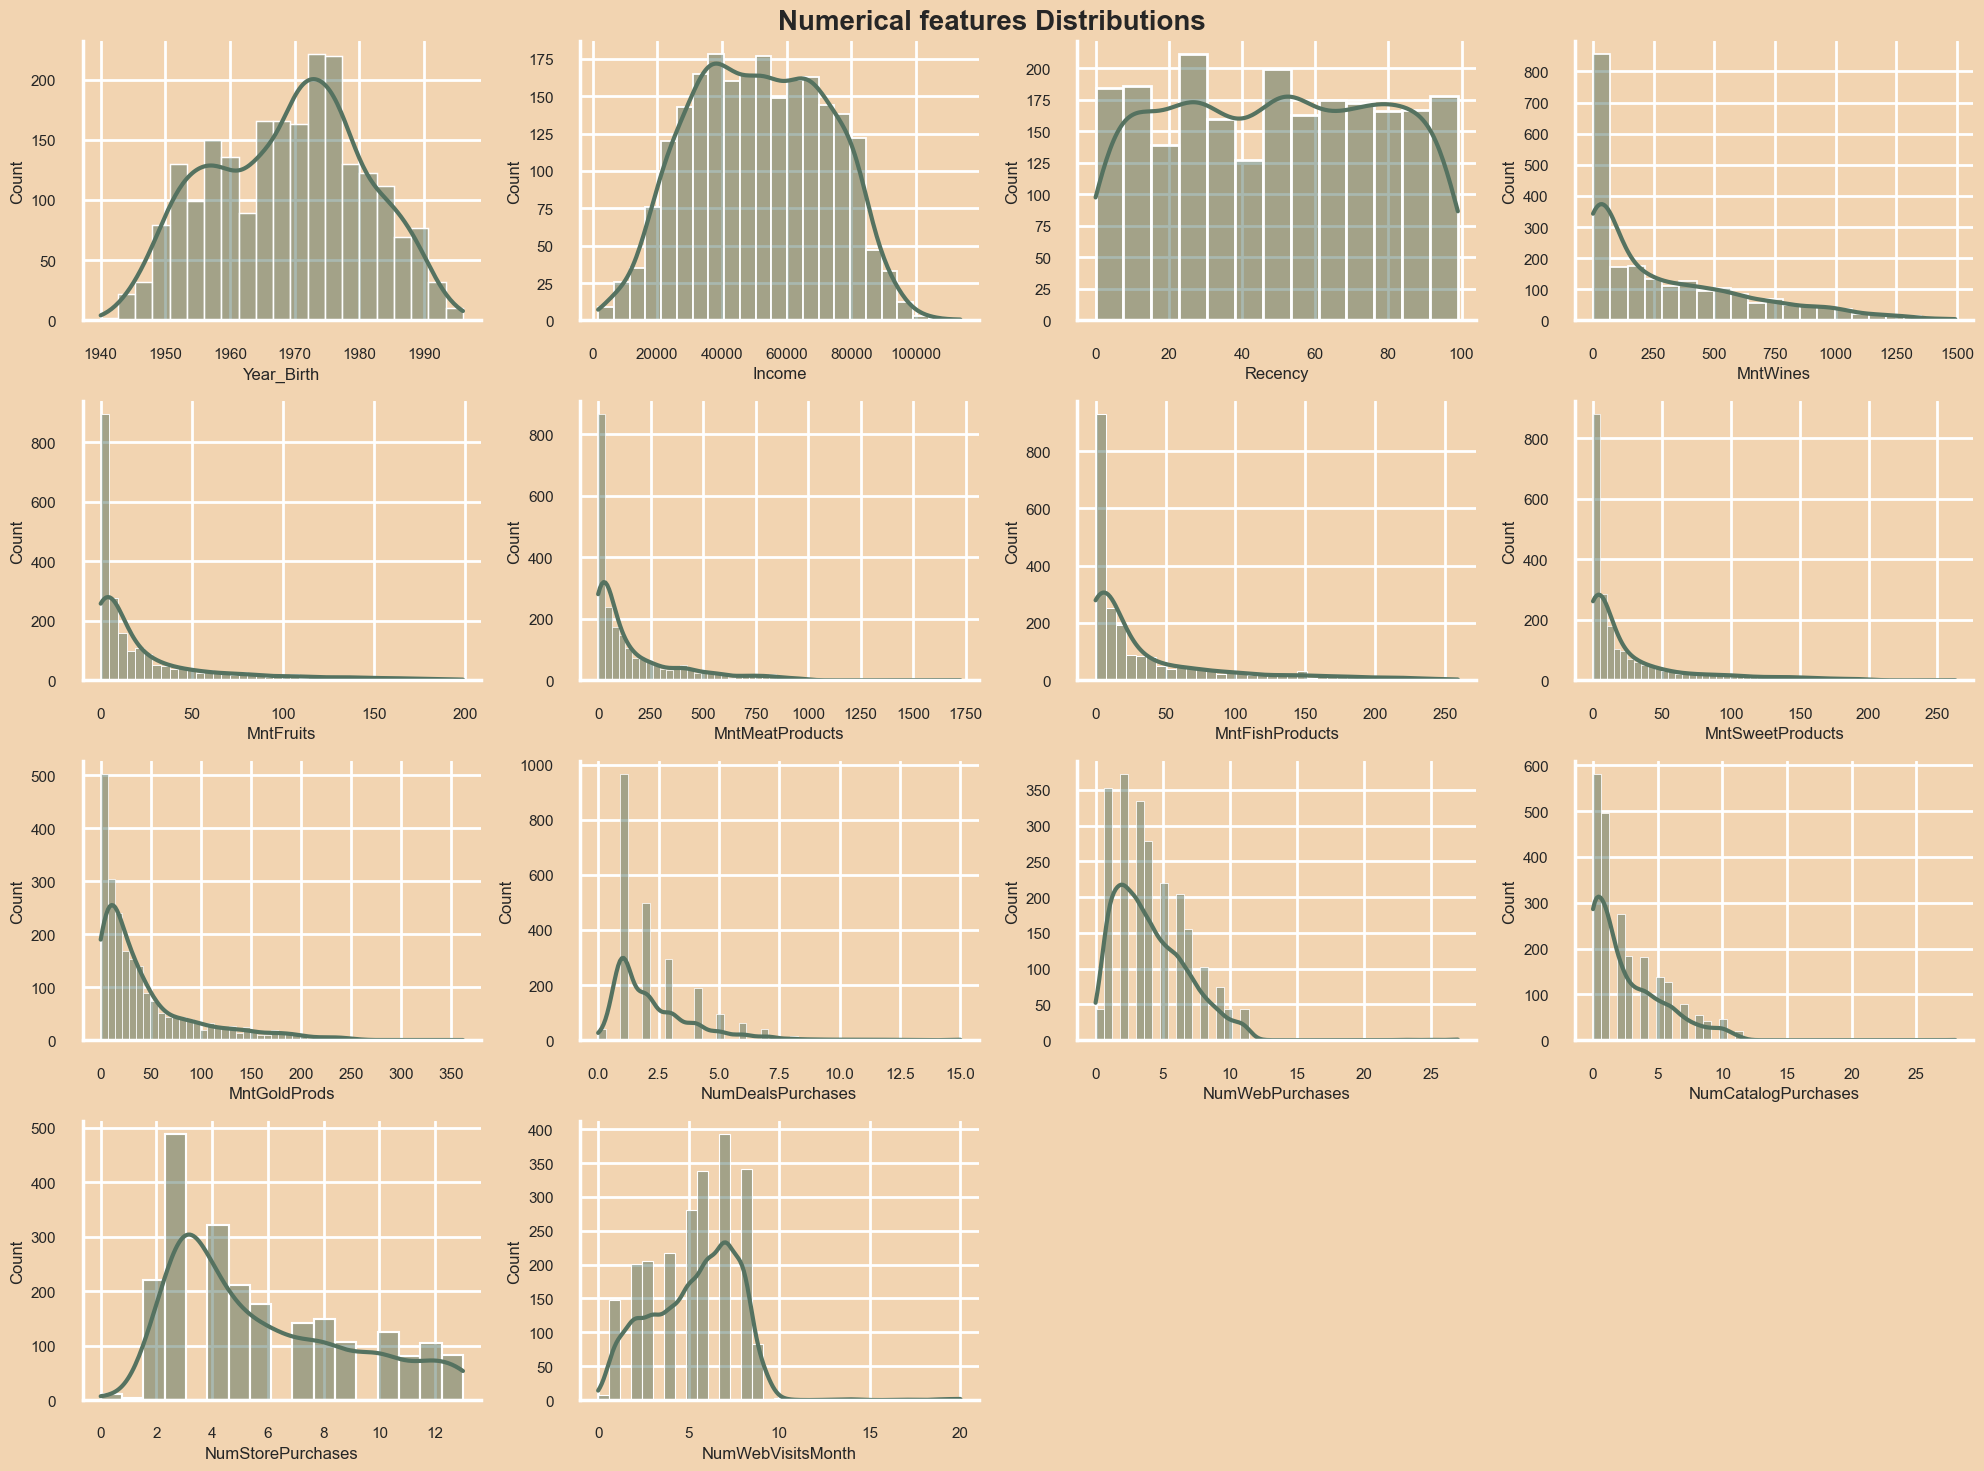 Numerical features Distributions
Count
200
150
100
50
0
1940 1950 1960 1970 1980 1990
Year_Birth
Count
175
150
125
100
75
50
25
0
0 20000 40000 60000 80000 100000
Income
Count
200
175
150
125
100
75
50
25
0
0 20 40 60 80 100
Recency
Count
800
700
600
500
400
300
200
100
0
0 250 500 750 1000 1250 1500
MntWines
Count
800
600
400
200
0
0 50 100 150 200
MntFruits
Count
800
600
400
200
0
0 250 500 750 1000 1250 1500 1750
MntMeatProducts
Count
800
600
400
200
0
0 50 100 150 200 250
MntFishProducts
Count
800
600
400
200
0
0 50 100 150 200 250
MntSweetProducts
Count
500
400
300
200
100
0
0 50 100 150 200 250 300 350
MntGoldProds
Count
1000
800
600
400
200
0
0.0 2.5 5.0 7.5 10.0 12.5 15.0
NumDealsPurchases
Count
350
300
250
200
150
100
50
0
0 5 10 15 20 25
NumWebPurchases
Count
600
500
400
300
200
100
0
0 5 10 15 20 25
NumCatalogPurchases
Count
500
400
300
200
100
0
0 2 4 6 8 10 12
NumStorePurchases
Count
400
350
300
250
200
150
100
50
0
0 5 10 15 20
NumWebVisitsMonth